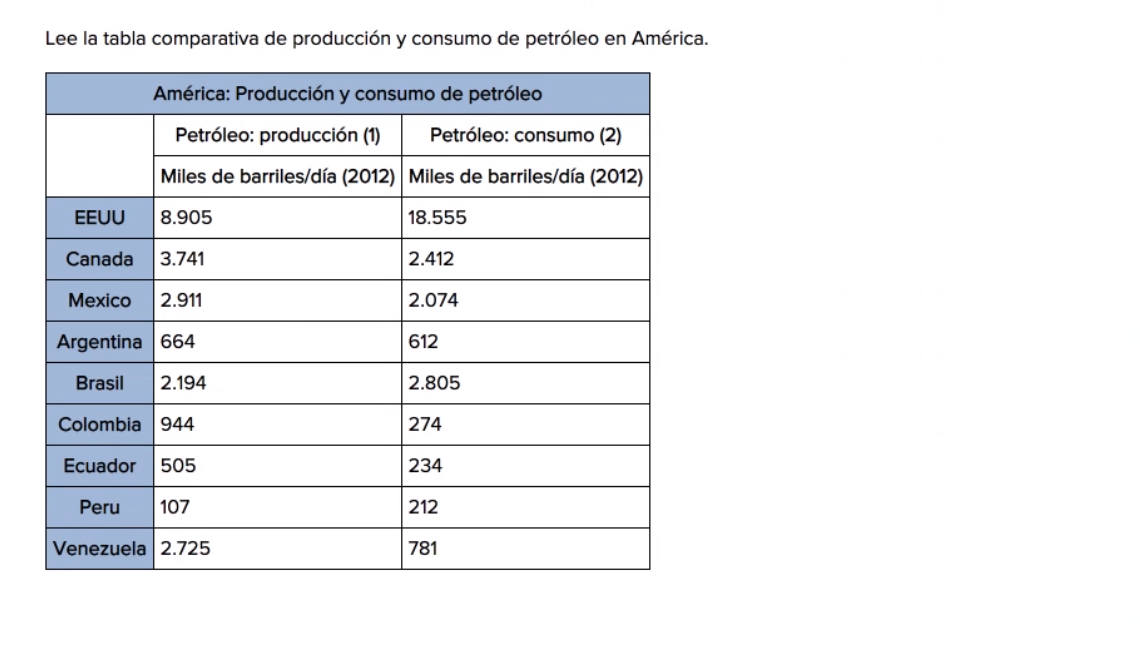 Lee la tabla comparativa de producción y consumo de petróleo en América.
América: Producción y consumo de petróleo
Petróleo: producción (1) Petróleo: consumo (2)
Miles de barriles/día (2012) Miles de barriles/día (2012)
EEUU 8.905 18.555
Canada 3.741 2.412
Mexico 2.911 2.074
Argentina 664 612
Brasil 2.194 2.805
Colombia 944 274
Ecuador 505 234
Peru 107 212
Venezuela 2.725 781